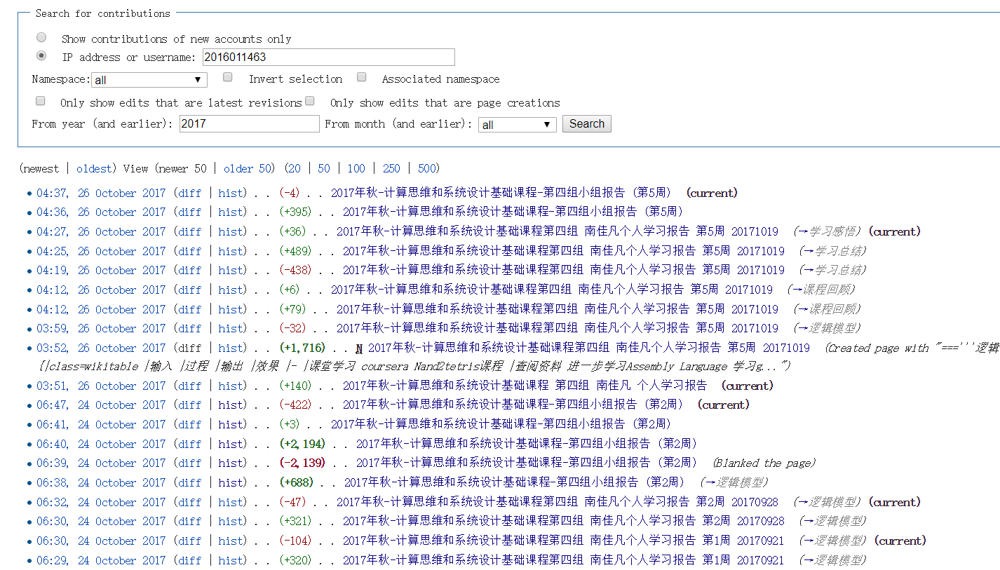 Search for contributions
Show contributions of new accounts only
IP address or username: 2016011463
Namespace: all ▼ Invert selection Associated namespace
Only show edits that are latest revisions Only show edits that are page creations
From year (and earlier): 2017 From month (and earlier): all ▼ Search
(newest | oldest) View (newer 50 | older 50) (20 | 50 | 100 | 250 | 500)
• 04:37, 26 October 2017 (diff | hist) . . (-4) . . 2017年秋-计算思维和系统设计基础课程-第四组小组报告 (第5周) (current)
• 04:36, 26 October 2017 (diff | hist) . . (+395) . . 2017年秋-计算思维和系统设计基础课程-第四组小组报告 (第5周)
• 04:27, 26 October 2017 (diff | hist) . . (+36) . . 2017年秋-计算思维和系统设计基础课程第四组 南佳凡个人学习报告 第5周 20171019 (→学习感悟) (current)
• 04:25, 26 October 2017 (diff | hist) . . (+489) . . 2017年秋-计算思维和系统设计基础课程第四组 南佳凡个人学习报告 第5周 20171019 (→学习总结)
• 04:19, 26 October 2017 (diff | hist) . . (-438) . . 2017年秋-计算思维和系统设计基础课程第四组 南佳凡个人学习报告 第5周 20171019 (→学习总结)
• 04:12, 26 October 2017 (diff | hist) . . (+6) . . 2017年秋-计算思维和系统设计基础课程第四组 南佳凡个人学习报告 第5周 20171019 (→课程回顾)
• 04:12, 26 October 2017 (diff | hist) . . (+79) . . 2017年秋-计算思维和系统设计基础课程第四组 南佳凡个人学习报告 第5周 20171019 (→课程回顾)
• 03:59, 26 October 2017 (diff | hist) . . (-32) . . 2017年秋-计算思维和系统设计基础课程第四组 南佳凡个人学习报告 第5周 20171019 (→逻辑模型)
• 03:52, 26 October 2017 (diff | hist) . . (+1,716) . . N 2017年秋-计算思维和系统设计基础课程第四组 南佳凡个人学习报告 第5周 20171019 (Created page with "==='''逻辑
{|class=wikitable |输入 |过程 |输出 |效果 |- |课堂学习 coursera Nand2tetris课程 |查阅资料 进一步学习Assembly Language 学习g...")
• 03:51, 26 October 2017 (diff | hist) . . (+140) . . 2017年秋-计算思维和系统设计基础课程 第四组 南佳凡 个人学习报告 (current)
• 06:47, 24 October 2017 (diff | hist) . . (-422) . . 2017年秋-计算思维和系统设计基础课程-第四组小组报告 (第2周) (current)
• 06:41, 24 October 2017 (diff | hist) . . (+3) . . 2017年秋-计算思维和系统设计基础课程-第四组小组报告 (第2周)
• 06:40, 24 October 2017 (diff | hist) . . (+2,194) . . 2017年秋-计算思维和系统设计基础课程-第四组小组报告 (第2周)
• 06:39, 24 October 2017 (diff | hist) . . (-2,139) . . 2017年秋-计算思维和系统设计基础课程-第四组小组报告 (第2周) (Blanked the page)
• 06:38, 24 October 2017 (diff | hist) . . (+688) . . 2017年秋-计算思维和系统设计基础课程-第四组小组报告 (第2周) (→逻辑模型)
• 06:32, 24 October 2017 (diff | hist) . . (-47) . . 2017年秋-计算思维和系统设计基础课程第四组 南佳凡个人学习报告 第2周 20170928 (→逻辑模型) (current)
• 06:30, 24 October 2017 (diff | hist) . . (+321) . . 2017年秋-计算思维和系统设计基础课程第四组 南佳凡个人学习报告 第2周 20170928 (→逻辑模型)
• 06:30, 24 October 2017 (diff | hist) . . (-104) . . 2017年秋-计算思维和系统设计基础课程第四组 南佳凡个人学习报告 第1周 20170921 (→逻辑模型) (current)
• 06:29, 24 October 2017 (diff | hist) . . (+320) . . 2017年秋-计算思维和系统设计基础课程第四组 南佳凡个人学习报告 第1周 20170921 (→逻辑模型)